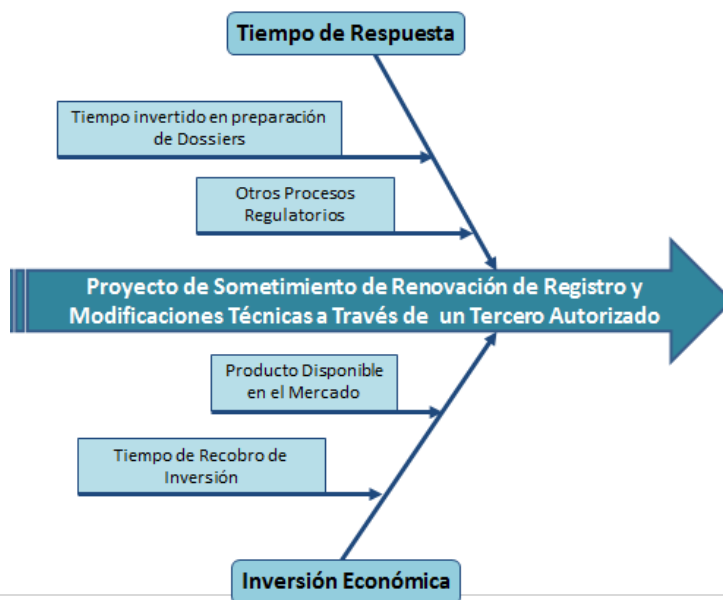 Tiempo de Respuesta
Tiempo invertido en preparación
de Dossiers
Otros Procesos
Regulatorios
Proyecto de Sometimiento de Renovación de Registro y
Modificaciones Técnicas a Través de un Tercero Autorizado
Producto Disponible
en el Mercado
Tiempo de Recobro de
Inversión
Inversión Económica